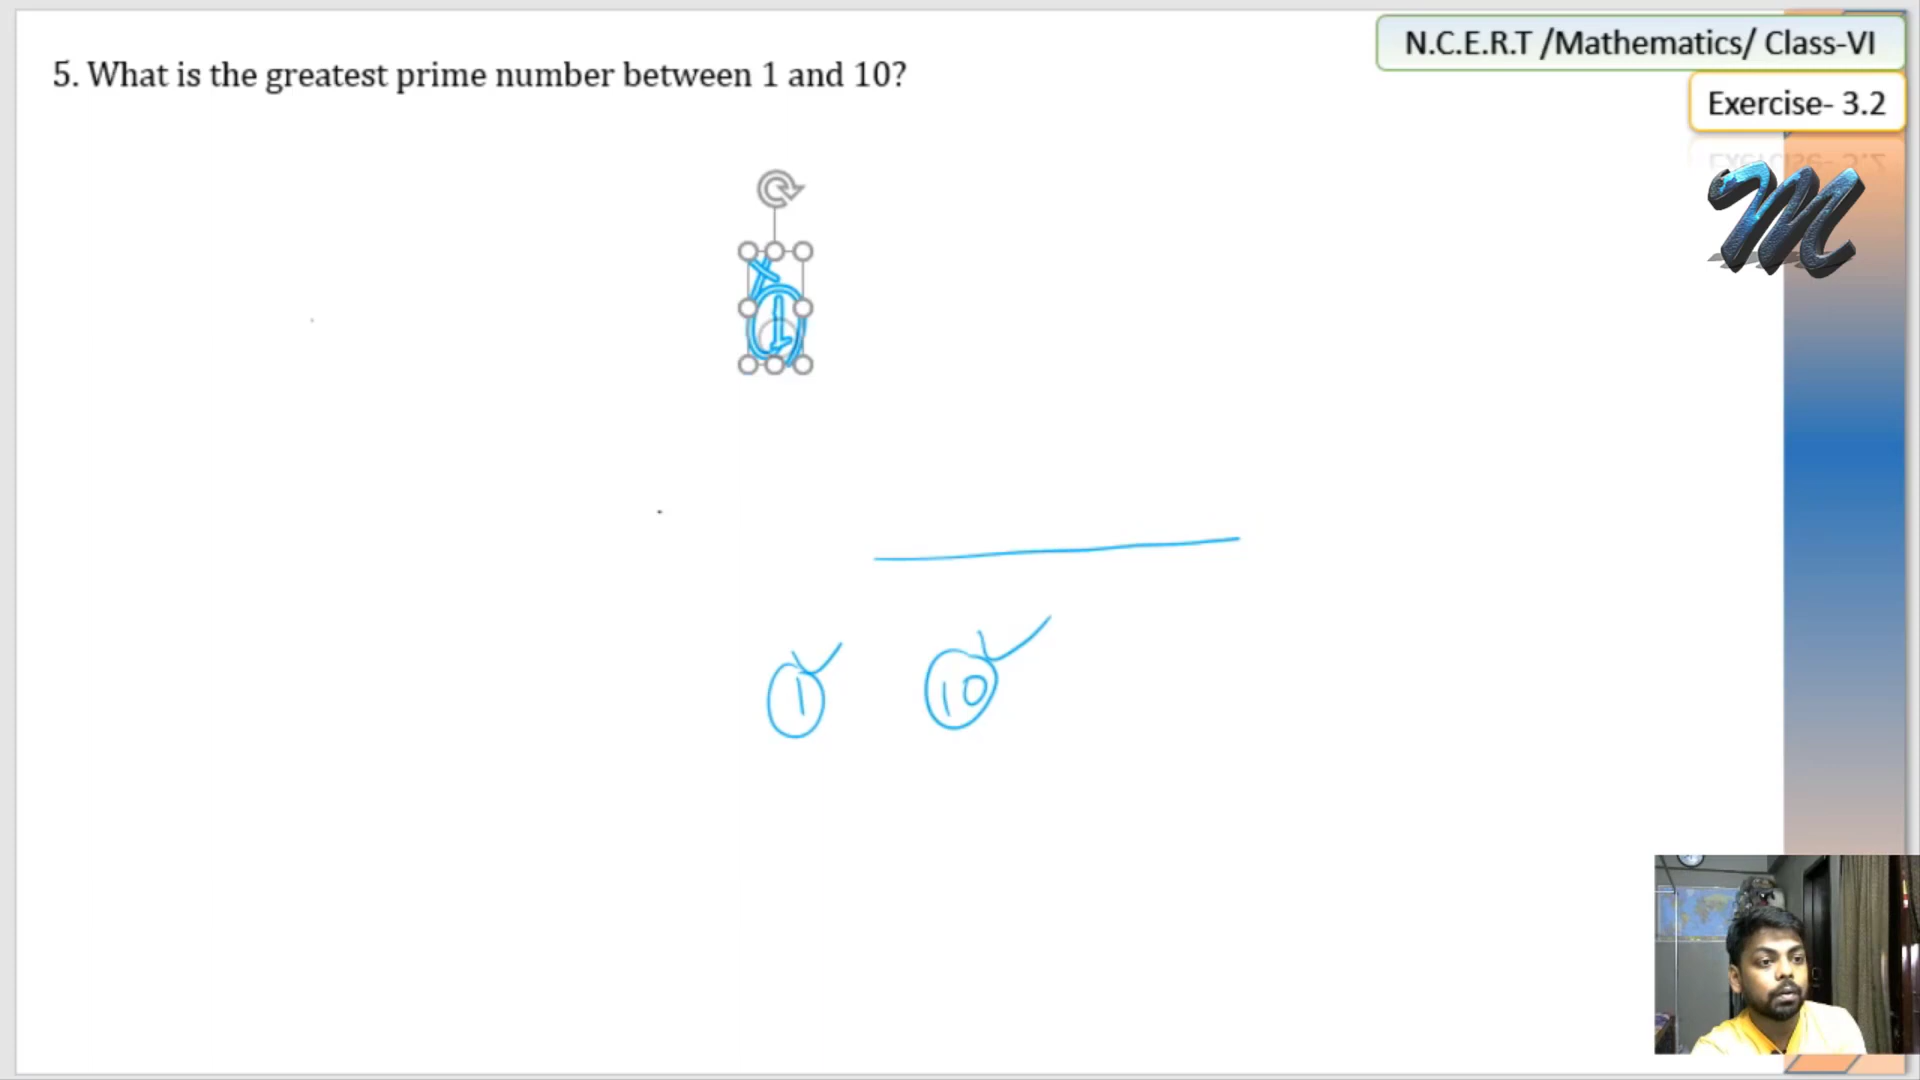 N.C.E.R.T /Mathematics/ Class-VI
5. What is the greatest prime number between 1 and 10?
Exercise- 3.2
M
1
1 10